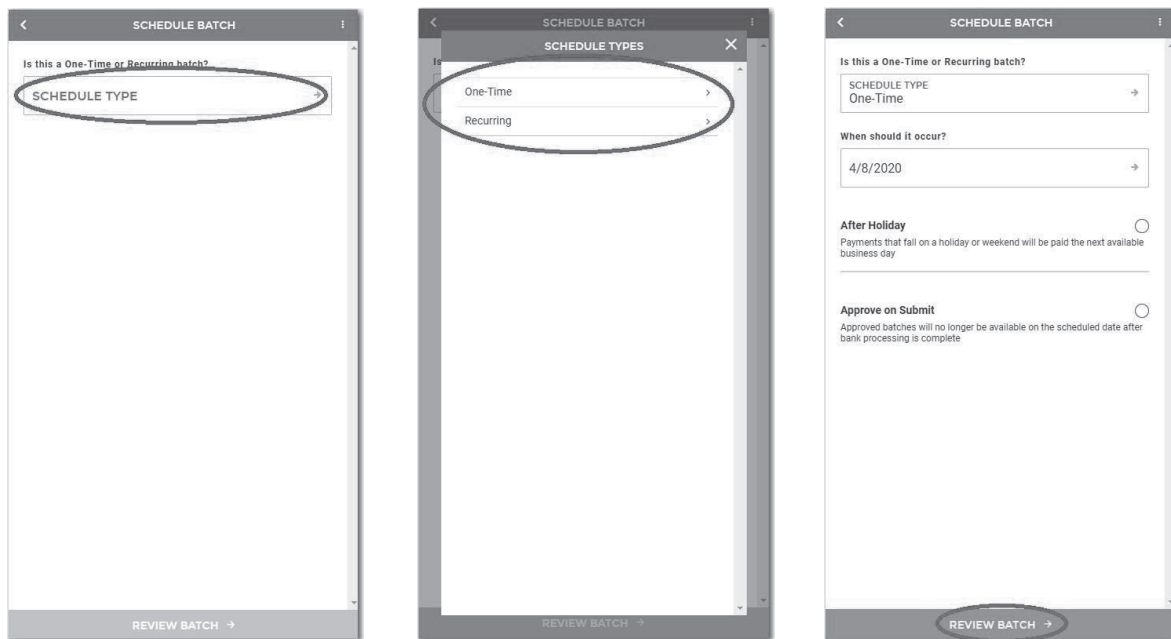 SCHEDULE BATCH
Is this a One-Time or Recurring batch?
SCHEDULE TYPE
REVIEW BATCH
SCHEDULE BATCH
SCHEDULE TYPES
Is
One-Time
Recurring
REVIEW BATCH
SCHEDULE BATCH
Is this a One-Time or Recurring batch?
SCHEDULE TYPE
One-Time
When should it occur?
4/8/2020
After Holiday
Payments that fall on a holiday or weekend will be paid the next available
business day
Approve on Submit
Approved batches will no longer be available on the scheduled date after
bank processing is complete
REVIEW BATCH